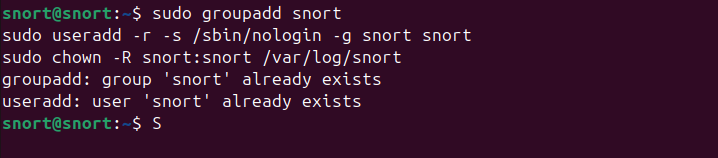 snort@snort:~$ sudo groupadd snort
sudo useradd -r -s /sbin/nologin -g snort snort
sudo chown -R snort:snort /var/log/snort
groupadd: group 'snort' already exists
useradd: user 'snort' already exists
snort@snort:~$ S